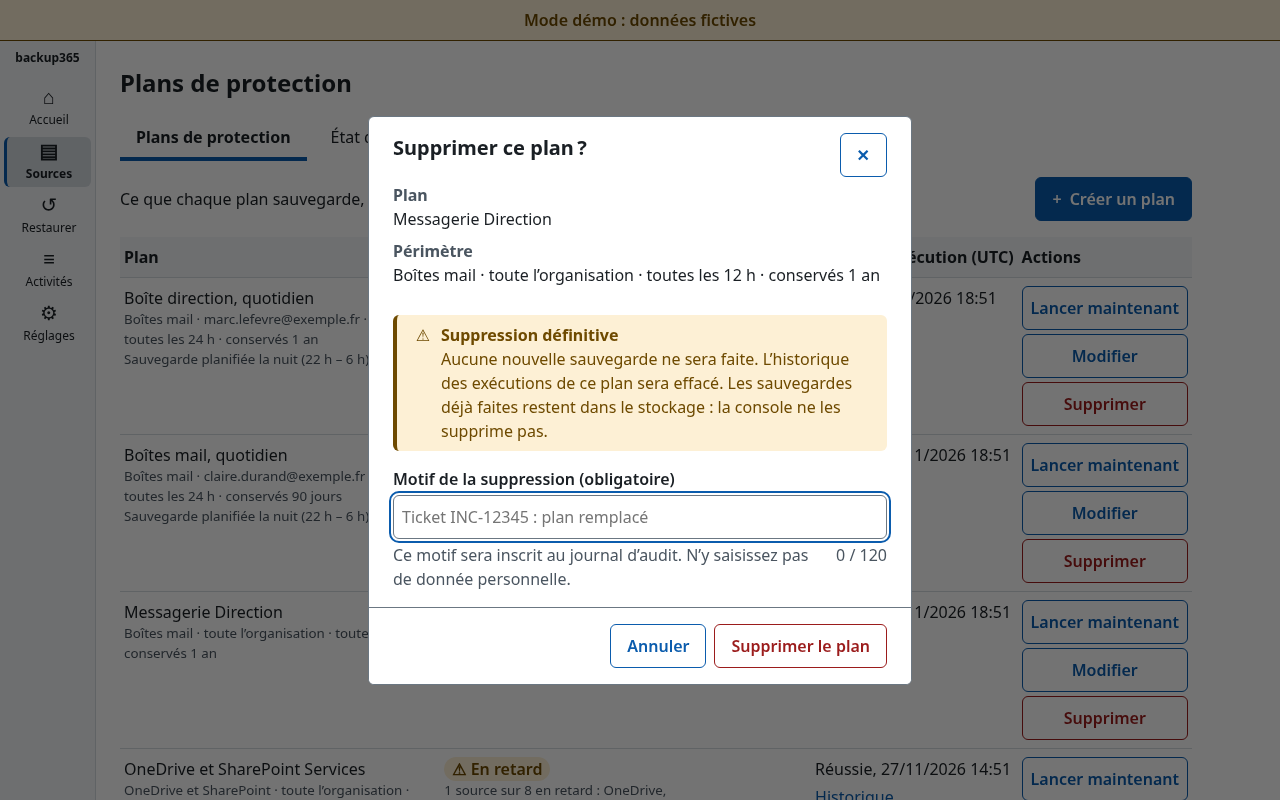 Mode démo : données fictives
backup365
Accueil
Sources
Restaurer
Activités
Réglages
Plans de protection
Plans de protection
État
Ce que chaque plan sauvegarde,
+ Créer un plan
Plan
(UTC)
Actions
Boîte direction, quotidien
Boîtes mail · marc.lefevre@exemple.fr ·
toutes les 24 h · conservés 1 an
Sauvegarde planifiée la nuit (22 h – 6 h)
/2026 18:51
Lancer maintenant
Modifier
Supprimer
Boîtes mail, quotidien
Boîtes mail · claire.durand@exemple.fr
toutes les 24 h · conservés 90 jours
Sauvegarde planifiée la nuit (22 h – 6 h)
1/2026 18:51
Lancer maintenant
Modifier
Supprimer
Messagerie Direction
Boîtes mail · toute l’organisation · toute
conservés 1 an
1/2026 18:51
Lancer maintenant
Modifier
Supprimer
OneDrive et SharePoint Services
OneDrive et SharePoint · toute l’organisation ·
⚠ En retard
1 source sur 8 en retard : OneDrive,
Réussie, 27/11/2026 14:51
Historique
Lancer maintenant
Supprimer ce plan ?
×
Plan
Messagerie Direction
Périmètre
Boîtes mail · toute l’organisation · toutes les 12 h · conservés 1 an
⚠ Suppression définitive
Aucune nouvelle sauvegarde ne sera faite. L’historique
des exécutions de ce plan sera effacé. Les sauvegardes
déjà faites restent dans le stockage : la console ne les
supprime pas.
Motif de la suppression (obligatoire)
Ticket INC-12345 : plan remplacé
Ce motif sera inscrit au journal d’audit. N’y saisissez pas
de donnée personnelle.
0 / 120
Annuler
Supprimer le plan